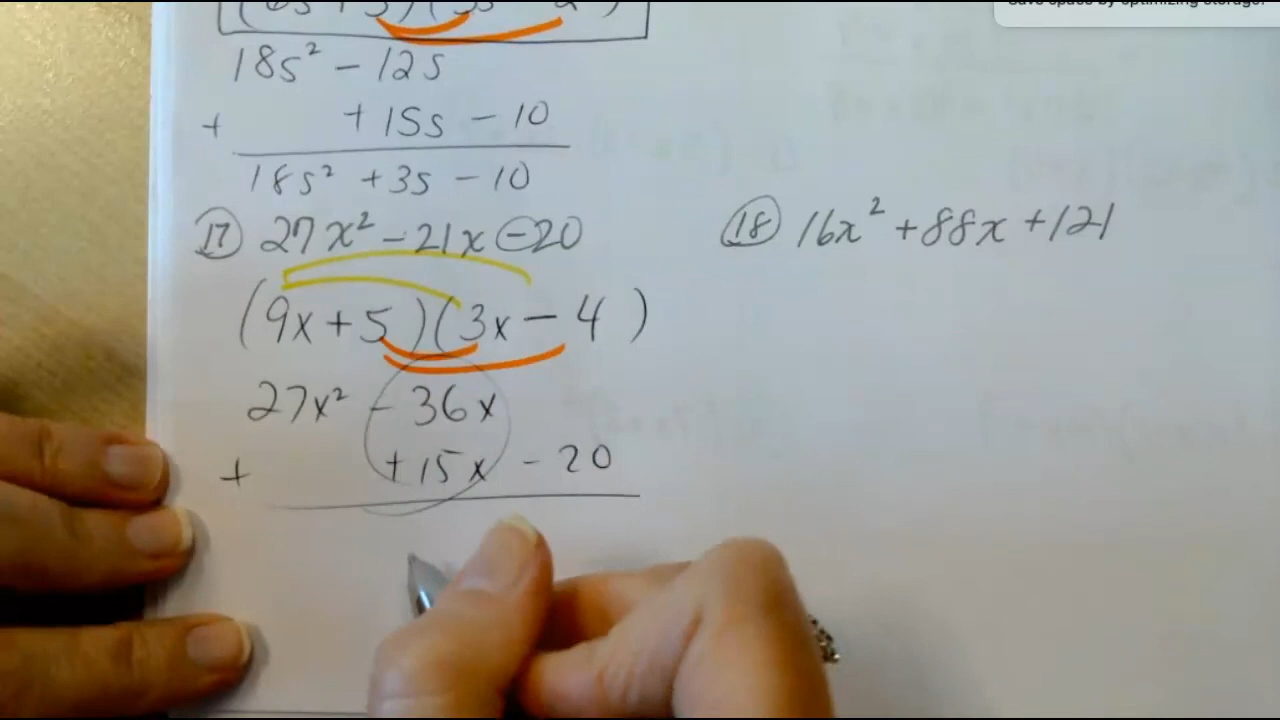 Save space by optimizing storage.
18s² - 12s
+ + 15s - 10
18s² + 3s - 10
17 27x² - 21x - 20
(9x + 5)(3x - 4)
27x² - 36x
+ + 15x - 20
18 16x² + 88x + 121